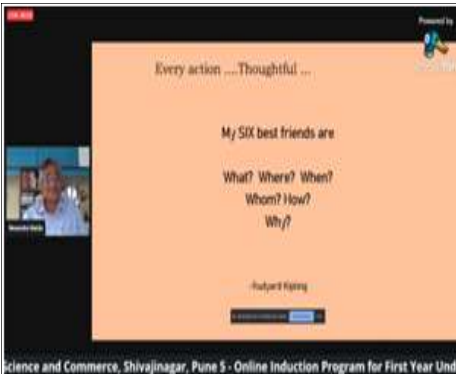 Powered by
Every action ....Thoughtful ...
My SIX best friends are
What? Where? When?
Whom? How?
Why?
-Rudyard Kipling
Science and Commerce, Shivajinagar, Pune 5 - Online Induction Program for First Year Und